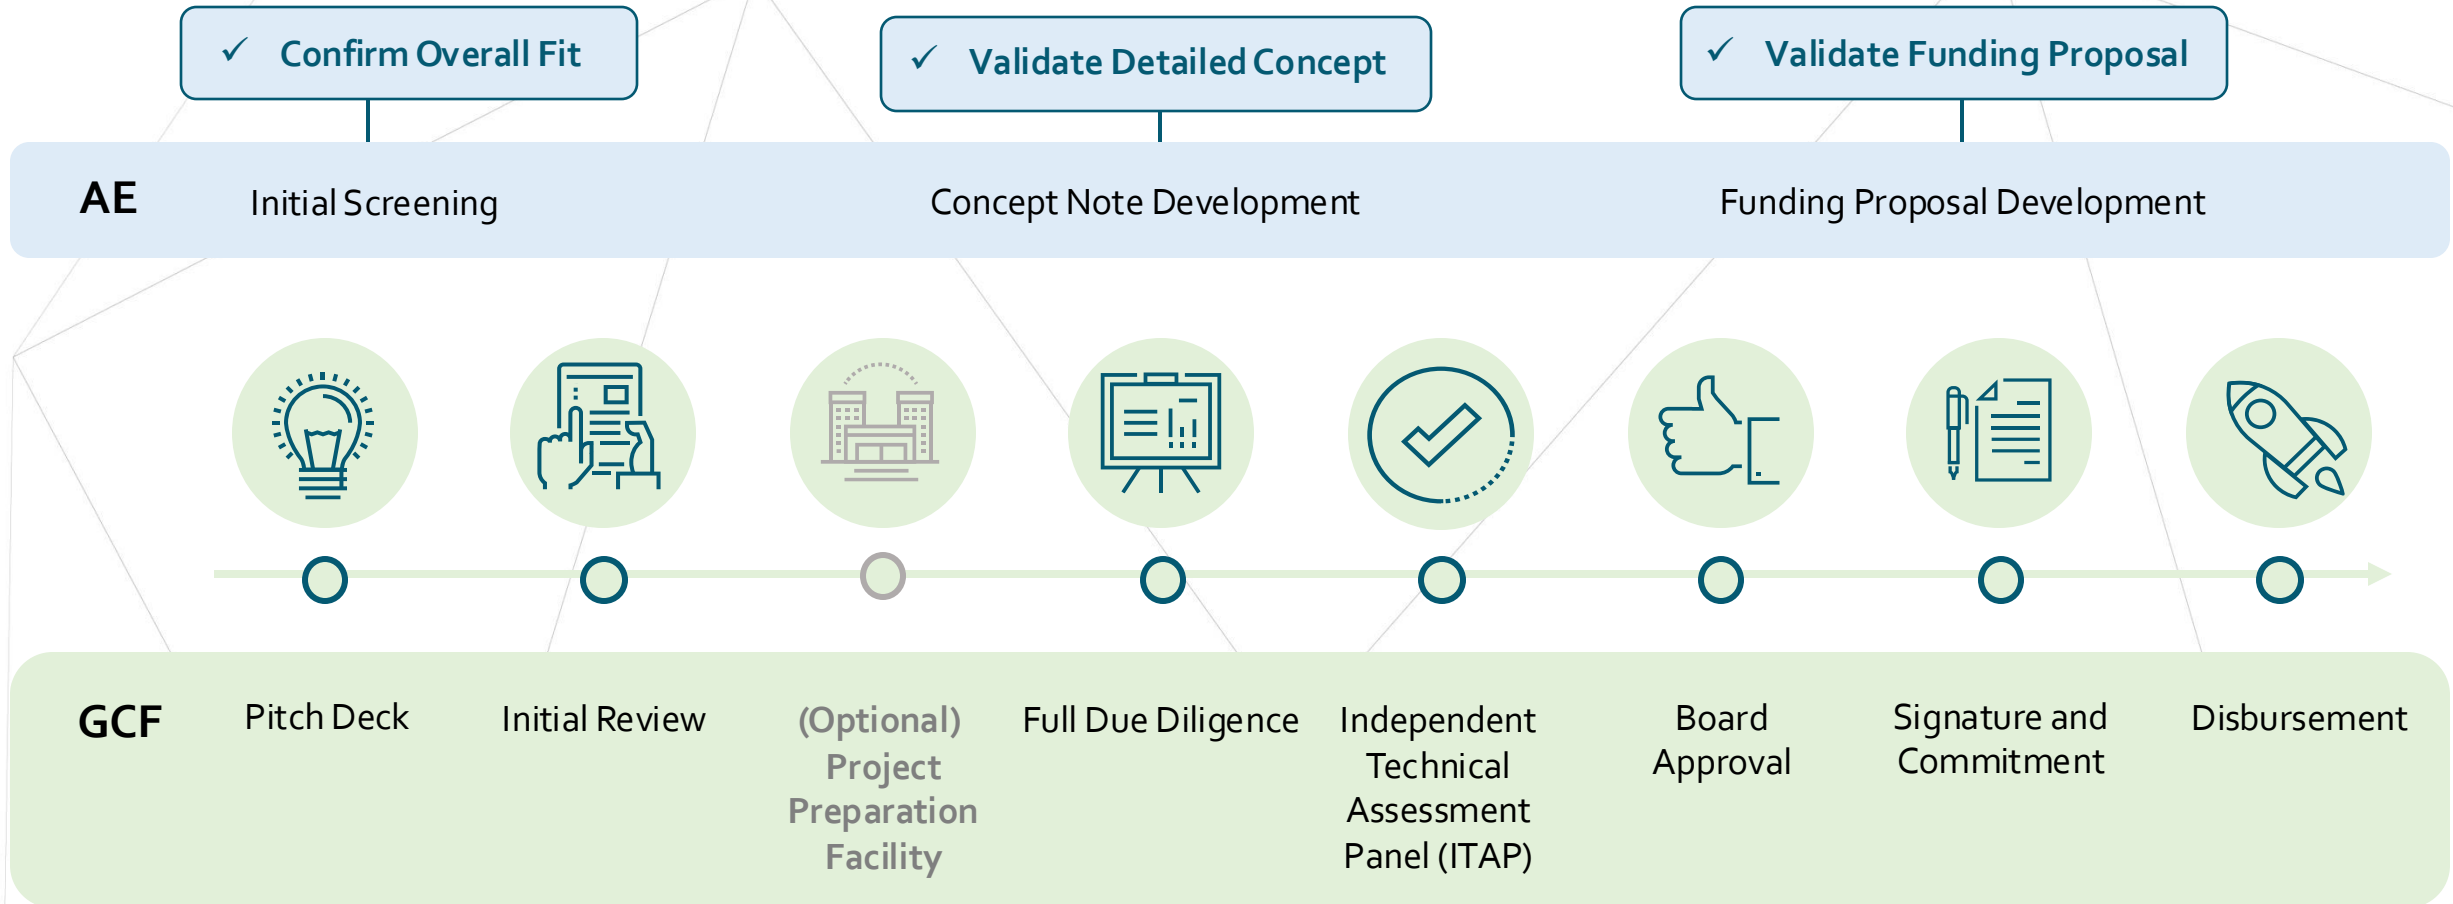 ✓ Confirm Overall Fit
✓ Validate Detailed Concept
✓ Validate Funding Proposal
AE
Initial Screening
Concept Note Development
Funding Proposal Development
GCF
Pitch Deck
Initial Review
(Optional)
Project
Preparation
Facility
Full Due Diligence
Independent
Technical
Assessment
Panel (ITAP)
Board
Approval
Signature and
Commitment
Disbursement